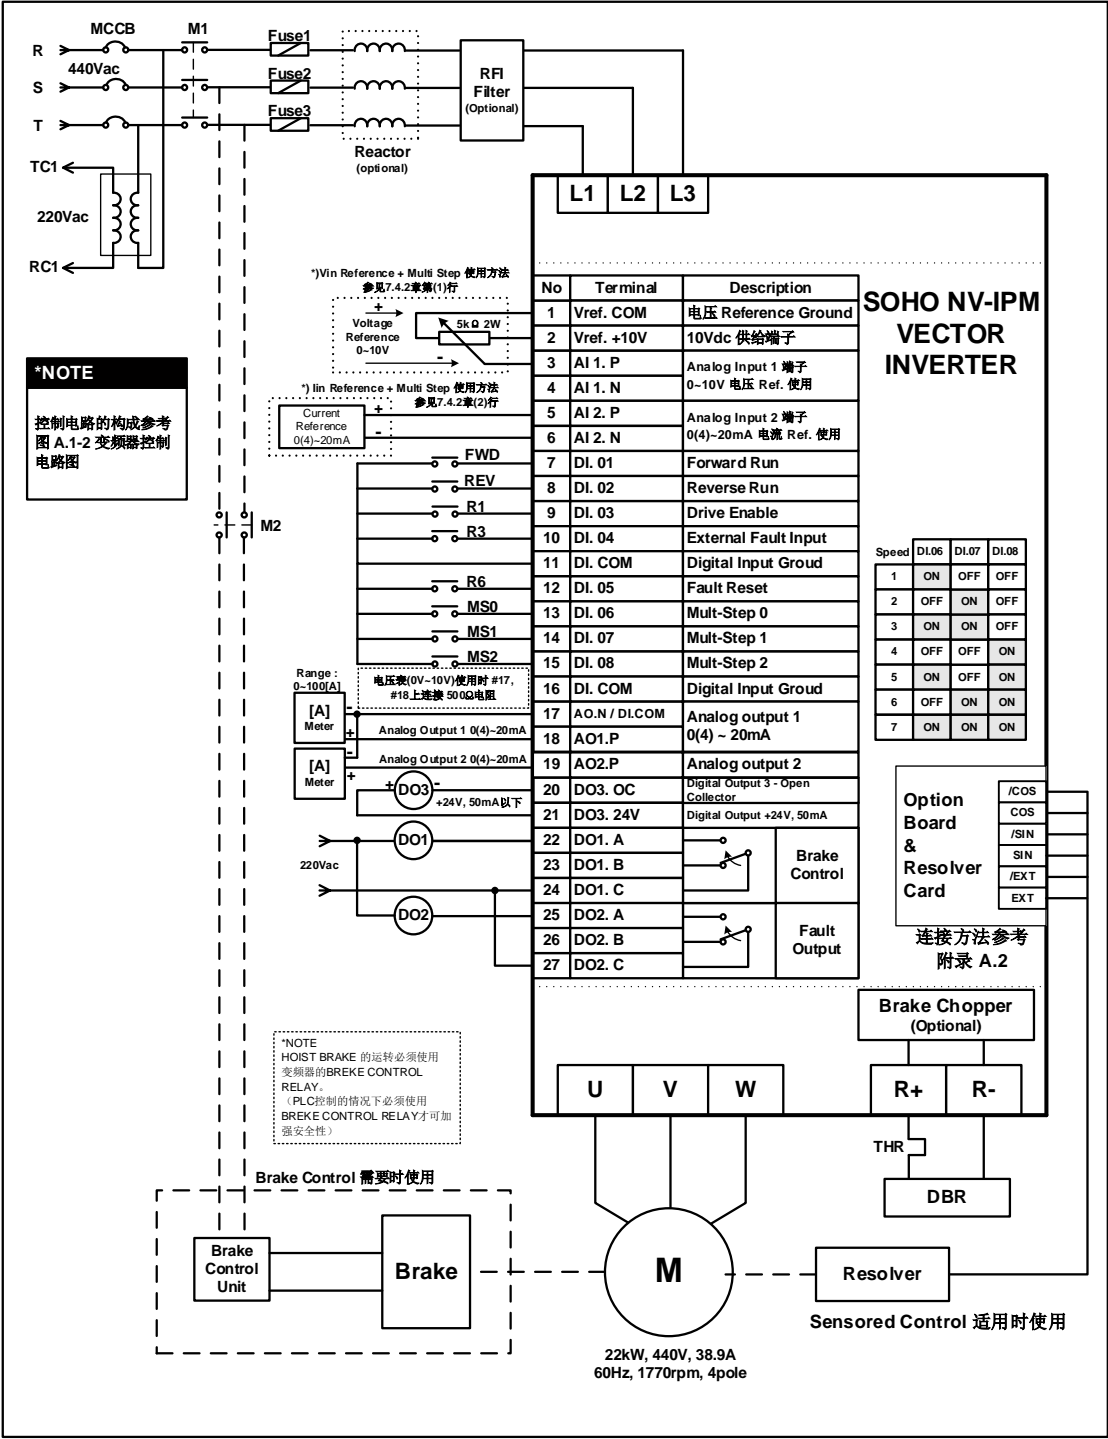 MCCB
M1
R
440Vac
S
T
Fuse1
Fuse2
Fuse3
Reactor
(optional)
RFI
Filter
(Optional)
TC1
220Vac
RC1
L1
L2
L3
*)Vin Reference + Multi Step 使用方法
参见7.4.2章第(1)行
+
Voltage
Reference
0~10V
-
5kΩ 2W
*) Iin Reference + Multi Step 使用方法
参见7.4.2章(2)行
Current
Reference
0(4)~20mA
+
-
*NOTE
控制电路的构成参考
图 A.1-2 变频器控制
电路图
M2
FWD
REV
R1
R3
R6
MS0
MS1
MS2
No Terminal Description
1 Vref. COM 电压 Reference Ground
2 Vref. +10V 10Vdc 供给端子
3 AI 1. P Analog Input 1 端子
4 AI 1. N 0~10V 电压 Ref. 使用
5 AI 2. P Analog Input 2 端子
6 AI 2. N 0(4)~20mA 电流 Ref. 使用
7 DI. 01 Forward Run
8 DI. 02 Reverse Run
9 DI. 03 Drive Enable
10 DI. 04 External Fault Input
11 DI. COM Digital Input Groud
12 DI. 05 Fault Reset
13 DI. 06 Mult-Step 0
14 DI. 07 Mult-Step 1
15 DI. 08 Mult-Step 2
16 DI. COM Digital Input Groud
17 AO.N / DI.COM Analog output 1
18 AO1.P 0(4) ~ 20mA
19 AO2.P Analog output 2
20 DO3. OC Digital Output 3 - Open
Collector
21 DO3. 24V Digital Output +24V, 50mA
22 DO1. A
23 DO1. B
24 DO1. C
Brake
Control
25 DO2. A
26 DO2. B
27 DO2. C
Fault
Output
SOHO NV-IPM
VECTOR
INVERTER
Speed DI.06 DI.07 DI.08
1 ON OFF OFF
2 OFF ON OFF
3 ON ON OFF
4 OFF OFF ON
5 ON OFF ON
6 OFF ON ON
7 ON ON ON
Range :
0~100[A]
[A]
Meter
-
+
电压表(0V~10V)使用时 #17,
#18上连接 500Ω电阻
Analog Output 1 0(4)~20mA
Analog Output 2 0(4)~20mA
[A]
Meter
-
+
+
DO3
-
+24V, 50mA以下
DO1
220Vac
DO2
Option
Board
&
Resolver
Card
/COS
COS
/SIN
SIN
/EXT
EXT
连接方法参考
附录 A.2
Brake Chopper
(Optional)
*NOTE
HOIST BRAKE 的运转必须使用
变频器的BREKE CONTROL
RELAY。
（PLC控制的情况下必须使用
BREKE CONTROL RELAY才可加
强安全性）
U
V
W
R+
R-
THR
DBR
Brake Control 需要时使用
Brake
Control
Unit
Brake
M
Resolver
Sensored Control 适用时使用
22kW, 440V, 38.9A
60Hz, 1770rpm, 4pole